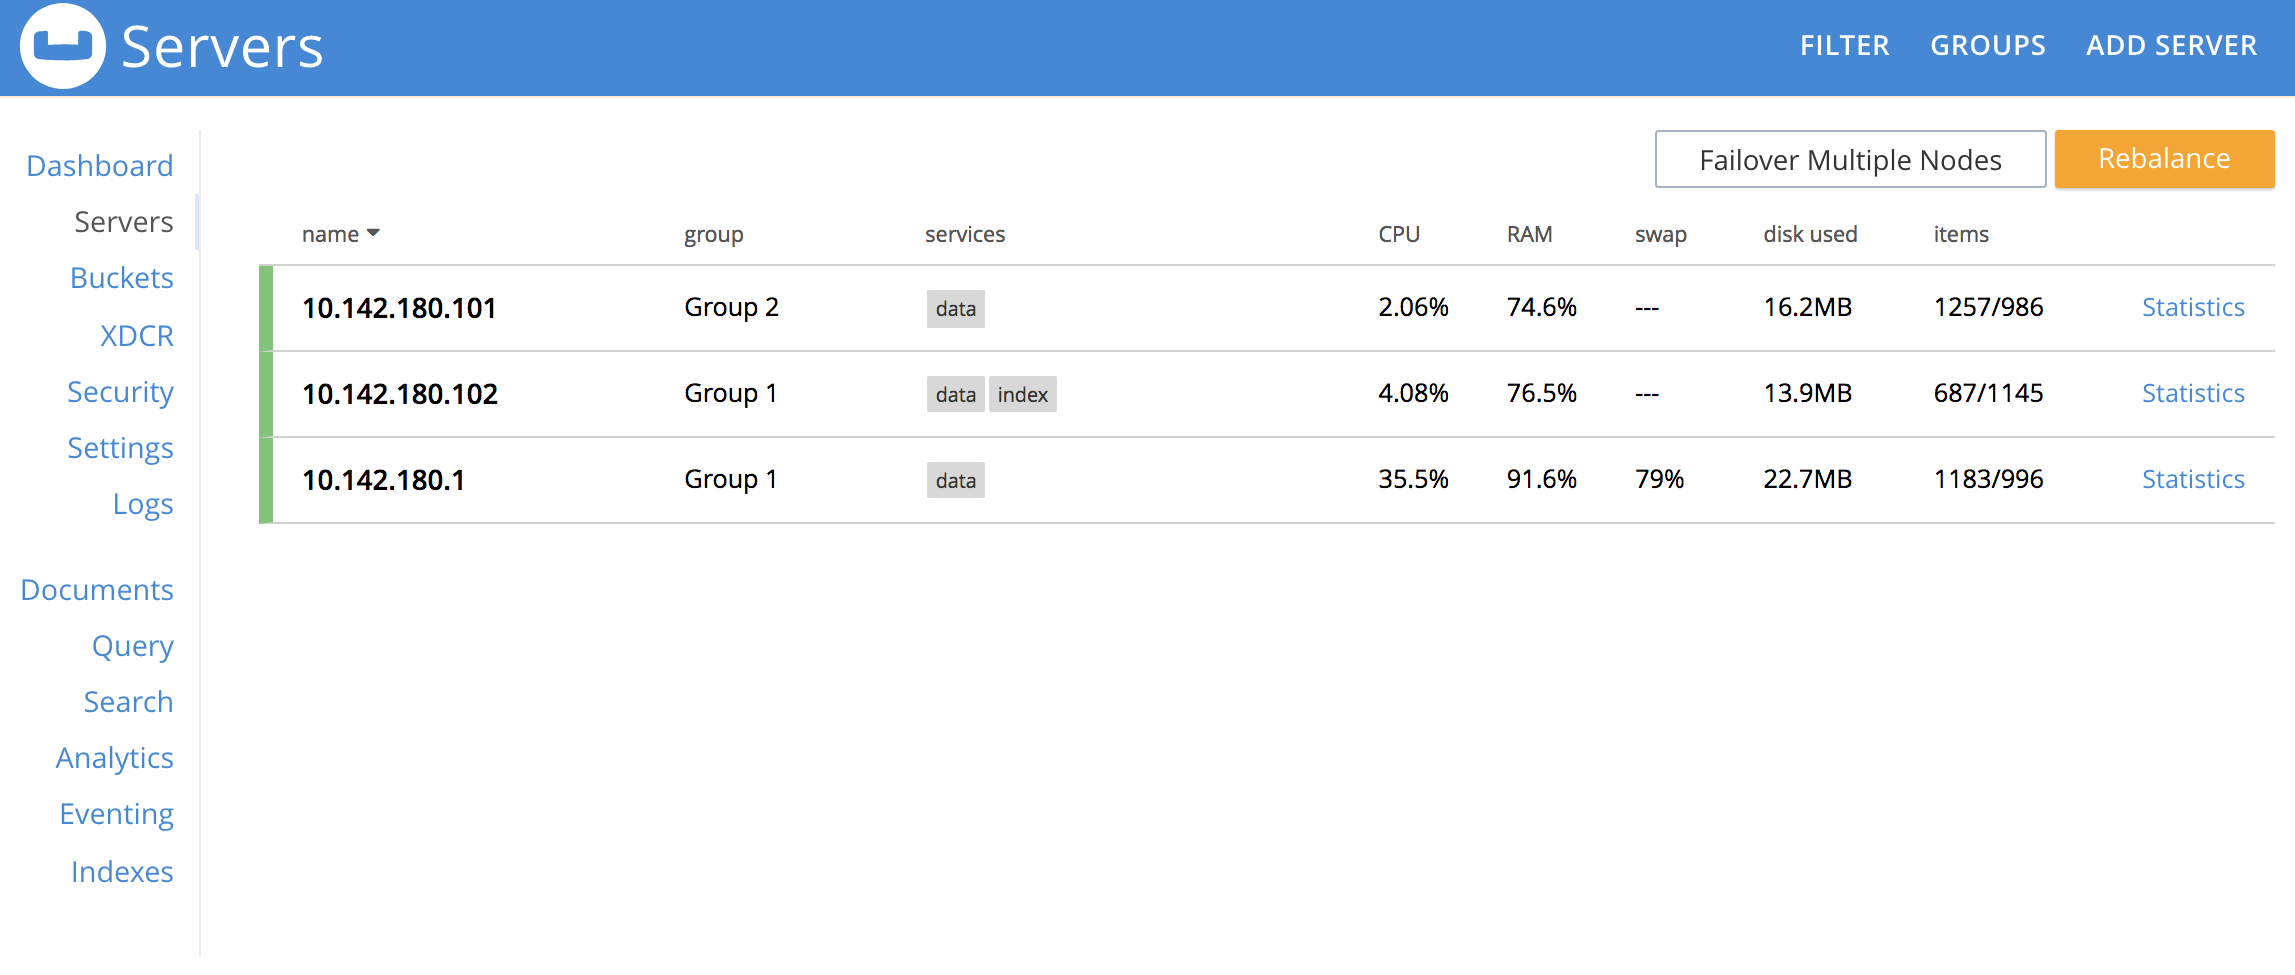 Servers
FILTER GROUPS ADD SERVER
Dashboard
Servers
Buckets
XDCR
Security
Settings
Logs
Documents
Query
Search
Analytics
Eventing
Indexes
Failover Multiple Nodes Rebalance
name group services CPU RAM swap disk used items
10.142.180.101 Group 2 data 2.06% 74.6% --- 16.2MB 1257/986 Statistics
10.142.180.102 Group 1 data index 4.08% 76.5% --- 13.9MB 687/1145 Statistics
10.142.180.1 Group 1 data 35.5% 91.6% 79% 22.7MB 1183/996 Statistics